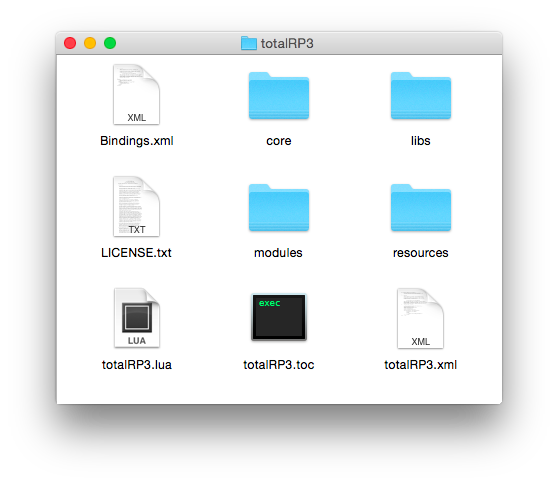 totalRP3
XML
Bindings.xml
core
libs
TXT
LICENSE.txt
modules
resources
LUA
totalRP3.lua
exec
totalRP3.toc
XML
totalRP3.xml